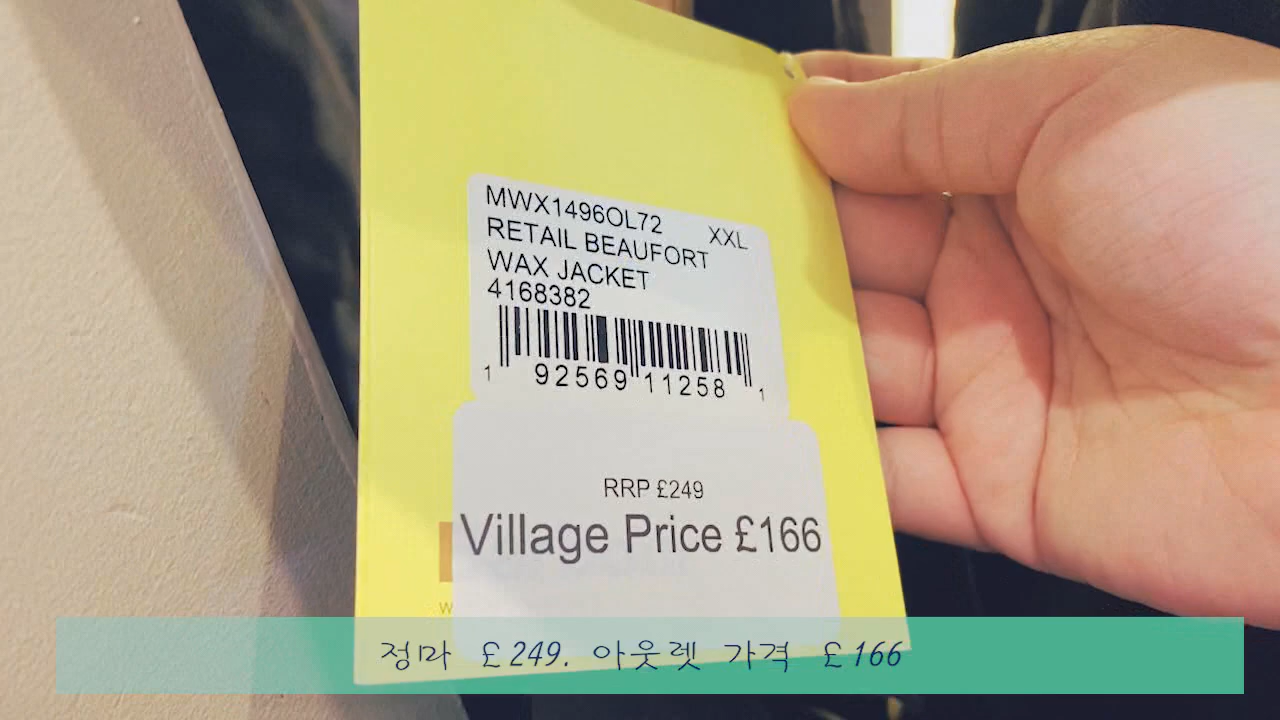 MWX1496OL72 XXL
RETAIL BEAUFORT
WAX JACKET
4168382
1 92569 11258 1
RRP £249
Village Price £166
정마 £249. 아웃렛 가격 £166